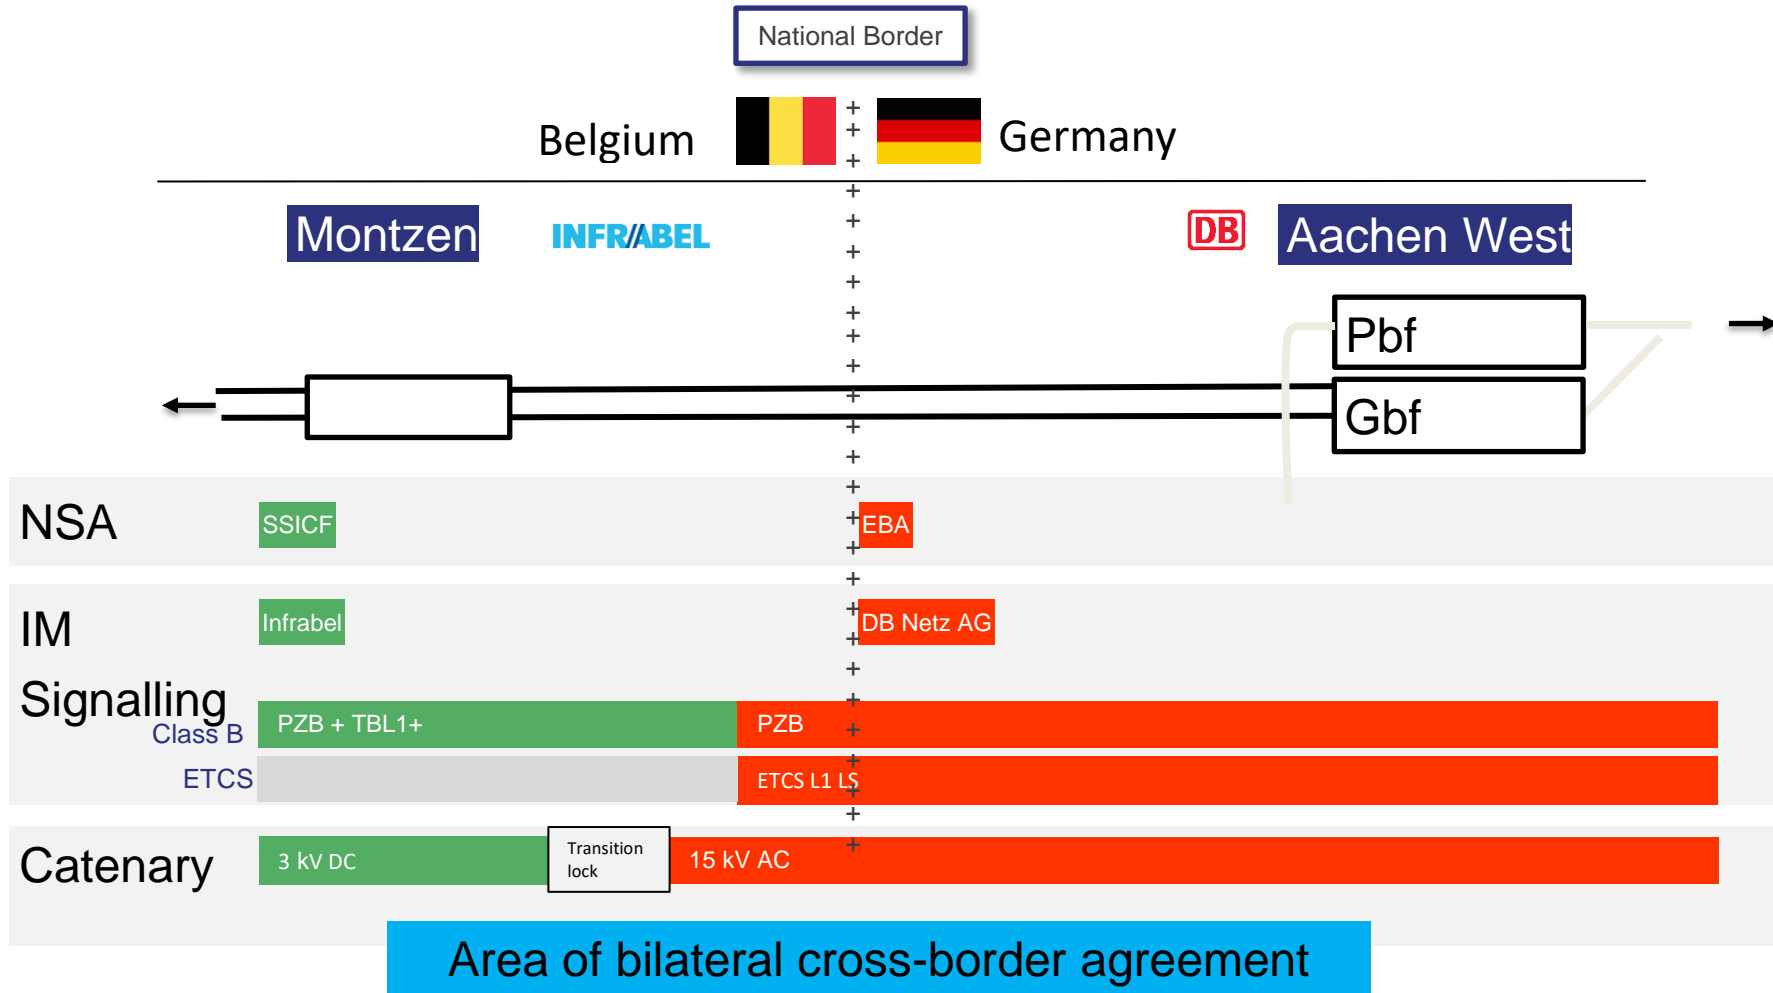 National Border
Belgium
Germany
Montzen
INFRABEL
DB
Aachen West
Pbf
Gbf
NSA
SSICF
EBA
IM
Infrabel
DB Netz AG
Signalling
Class B
PZB + TBL1+
PZB
ETCS
ETCS L1 LS
Catenary
3 kV DC
Transition
lock
15 kV AC
Area of bilateral cross-border agreement